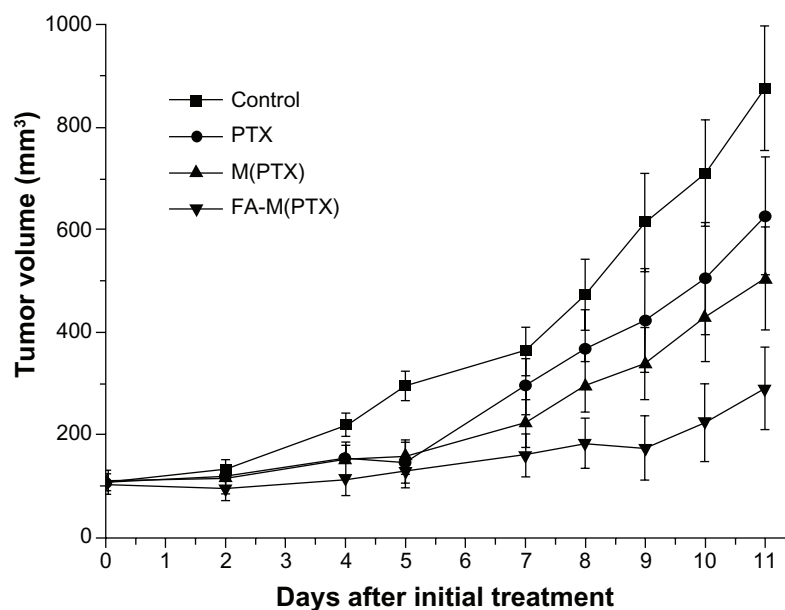 1000
800
600
400
200
0
Tumor volume (mm³)
Control
PTX
M(PTX)
FA-M(PTX)
0 1 2 3 4 5 6 7 8 9 10 11
Days after initial treatment